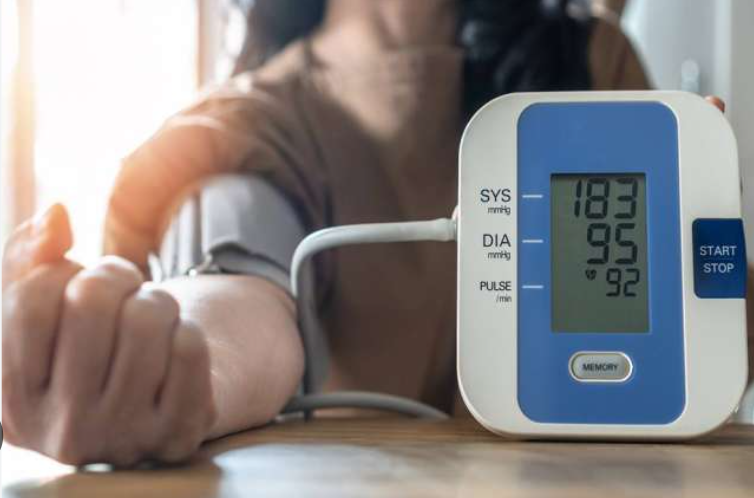 SYS
mmHg
183
DIA
mmHg
95
PULSE
/min
92
START
STOP
MEMORY